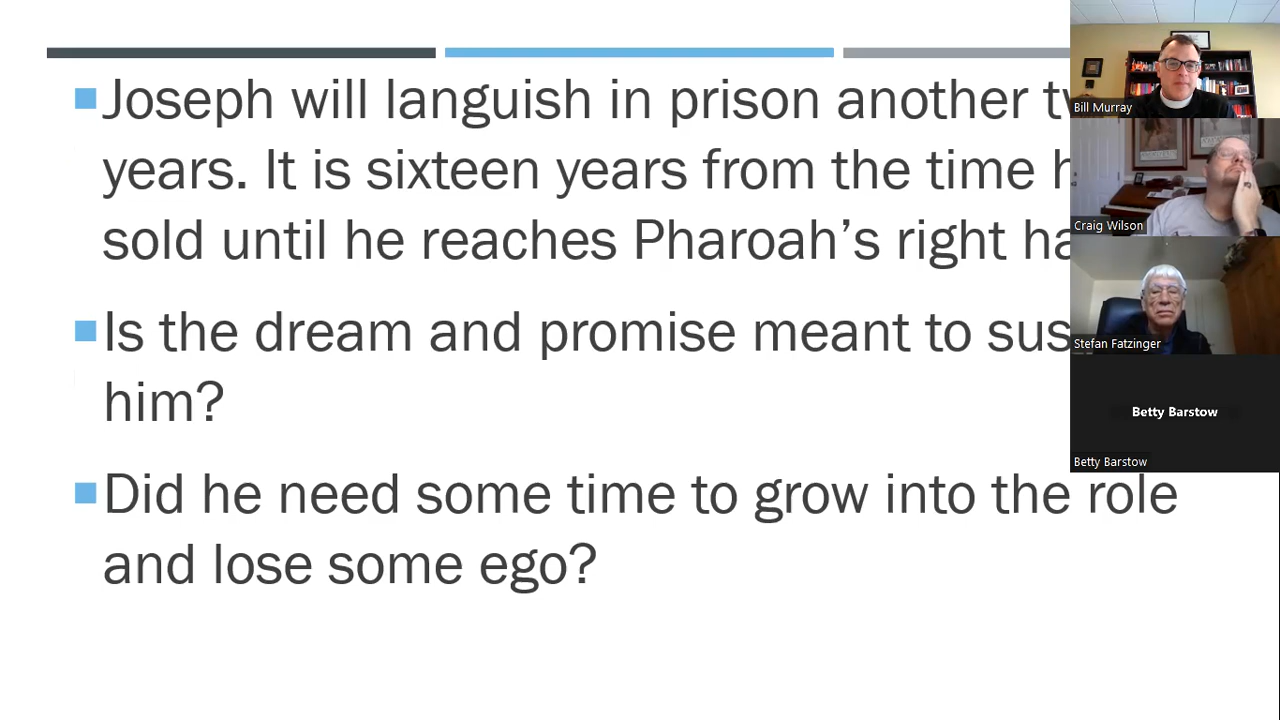 Joseph will languish in prison another
years. It is sixteen years from the time
sold until he reaches Pharoah's right
Is the dream and promise meant to
him?
Did he need some time to grow into the role
and lose some ego?
Bill Murray
Craig Wilson
Stefan Fatzinger
Betty Barstow
Betty Barstow